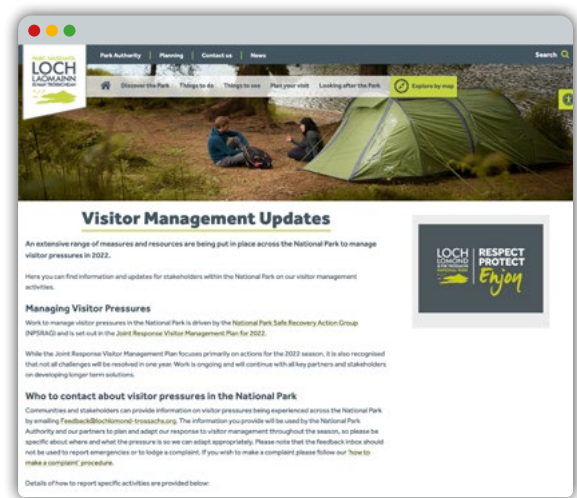 Park Authority | Planning | Contact us | News
Search
PÀIRC NÀISEANTA
LOCH
LAOMAINN
IS NAN TRÒISICHEAN
Discover the Park Things to do Things to see Plan your visit Looking after the Park Explore by map
Visitor Management Updates
An extensive range of measures and resources are being put in place across the National Park to manage
visitor pressures in 2022.
Here you can find information and updates for stakeholders within the National Park on our visitor management
activities.
Managing Visitor Pressures
Work to manage visitor pressures in the National Park is driven by the National Park Safe Recovery Action Group
(NPSRAG) and is set out in the Joint Response Visitor Management Plan for 2022.
While the Joint Response Visitor Management Plan focuses primarily on actions for the 2022 season, it is also recognised
that not all challenges will be resolved in one year. Work is ongoing and will continue with all key partners and stakeholders
on developing longer term solutions.
Who to contact about visitor pressures in the National Park
Communities and stakeholders can provide information on visitor pressures being experienced across the National Park
by emailing Feedback@lochlomond-trossachs.org. The information you provide will be used by the National Park
Authority and our partners to plan and adapt our response to visitor management throughout the season, so please be
specific about where and what the pressure is so we can adapt appropriately. Please note that the feedback inbox should
not be used to report emergencies or to lodge a complaint. If you wish to make a complaint please follow our 'how to
make a complaint' procedure.
Details of how to report specific activities are provided below:
LOCH
LOMOND
& THE TROSSACHS
NATIONAL PARK
RESPECT
PROTECT
Enjoy